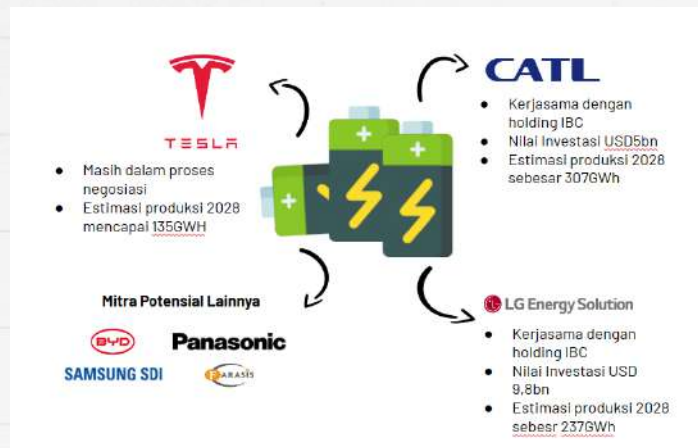 TESLA
● Masih dalam proses
negosiasi
● Estimasi produksi 2028
mencapai 135GWH
CATL
● Kerjasama dengan
holding IBC
● Nilai Investasi USD5bn
● Estimasi produksi 2028
sebesar 307GWh
Mitra Potensial Lainnya
BYD
Panasonic
SAMSUNG SDI
FARASIS
LG Energy Solution
● Kerjasama dengan
holding IBC
● Nilai Investasi USD
9,8bn
● Estimasi produksi 2028
sebesr 237GWh